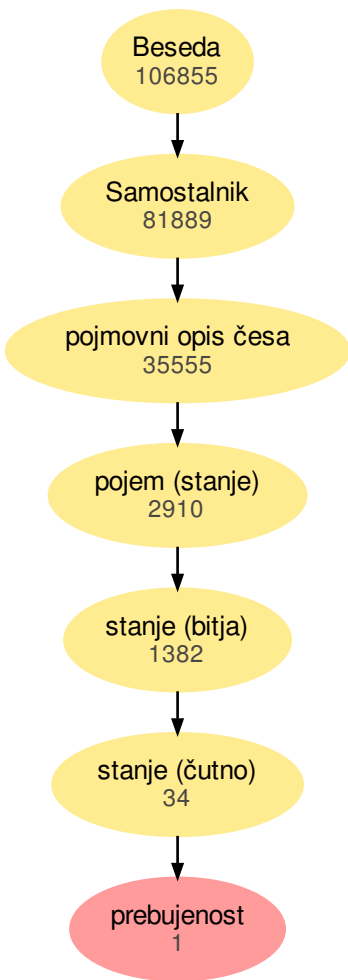 Beseda
106855
Samostalnik
81889
pojmovni opis česa
35555
pojem (stanje)
2910
stanje (bitja)
1382
stanje (čutno)
34
prebujenost
1